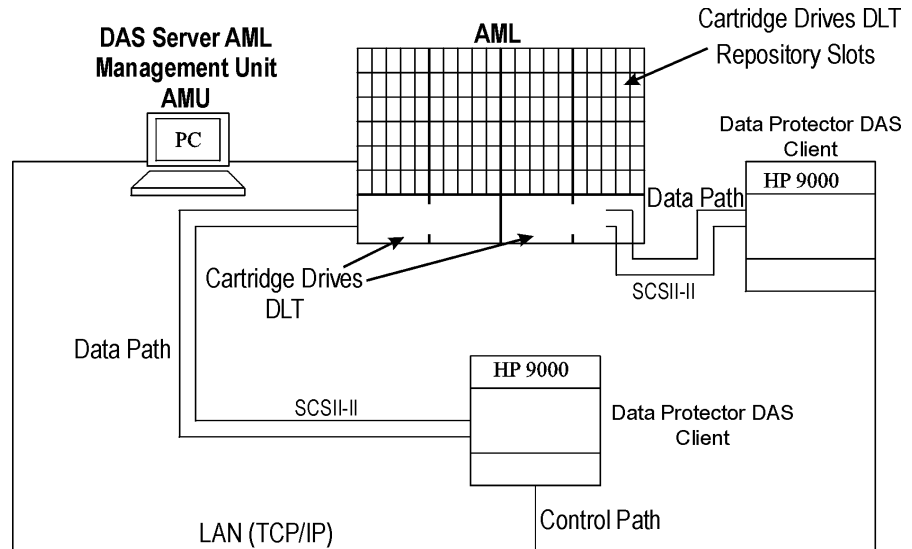 Cartridge Drives DLT
Repository Slots
AML
DAS Server AML
Management Unit
AMU
PC
Data Protector DAS
Client
HP 9000
Data Path
Cartridge Drives
DLT
SCSII-II
Data Path
HP 9000
SCSII-II
Data Protector DAS
Client
Control Path
LAN (TCP/IP)